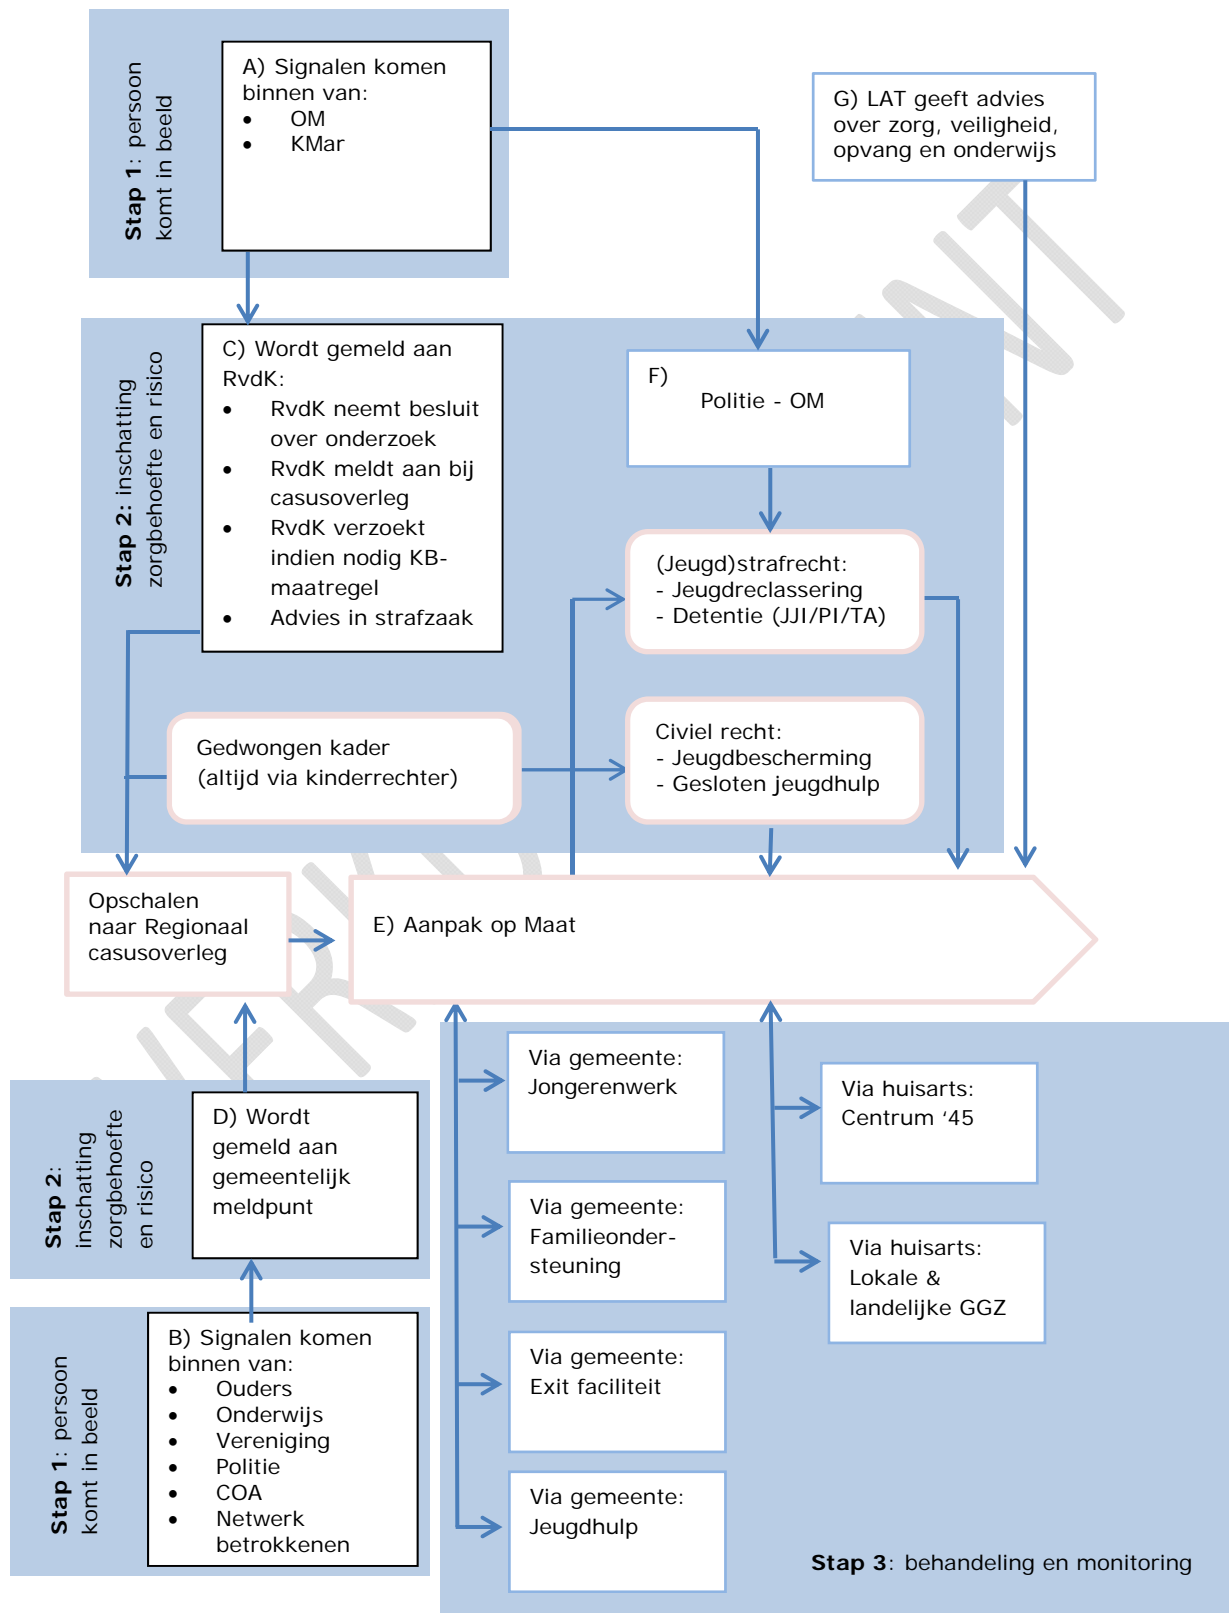 Stap 1: persoon
komt in beeld
A) Signalen komen
binnen van:
• OM
• KMar
G) LAT geeft advies
over zorg, veiligheid,
opvang en onderwijs
Stap 2: inschatting
zorgbehoefte en risico
C) Wordt gemeld aan
RvdK:
• RvdK neemt besluit
over onderzoek
• RvdK meldt aan bij
casusoverleg
• RvdK verzoekt
indien nodig KB-
maatregel
• Advies in strafzaak
F)
Politie - OM
(Jeugd)strafrecht:
- Jeugdreclassering
- Detentie (JJI/PI/TA)
Gedwongen kader
(altijd via kinderrechter)
Civiel recht:
- Jeugdbescherming
- Gesloten jeugdhulp
Opschalen
naar Regionaal
casusoverleg
E) Aanpak op Maat
Stap 2:
inschatting
zorgbehoefte
en risico
D) Wordt
gemeld aan
gemeentelijk
meldpunt
Stap 1: persoon
komt in beeld
B) Signalen komen
binnen van:
• Ouders
• Onderwijs
• Vereniging
• Politie
• COA
• Netwerk
betrokkenen
Via gemeente:
Jongerenwerk
Via gemeente:
Familieonder-
steuning
Via gemeente:
Exit faciliteit
Via gemeente:
Jeugdhulp
Via huisarts:
Centrum ‘45
Via huisarts:
Lokale &
landelijke GGZ
Stap 3: behandeling en monitoring